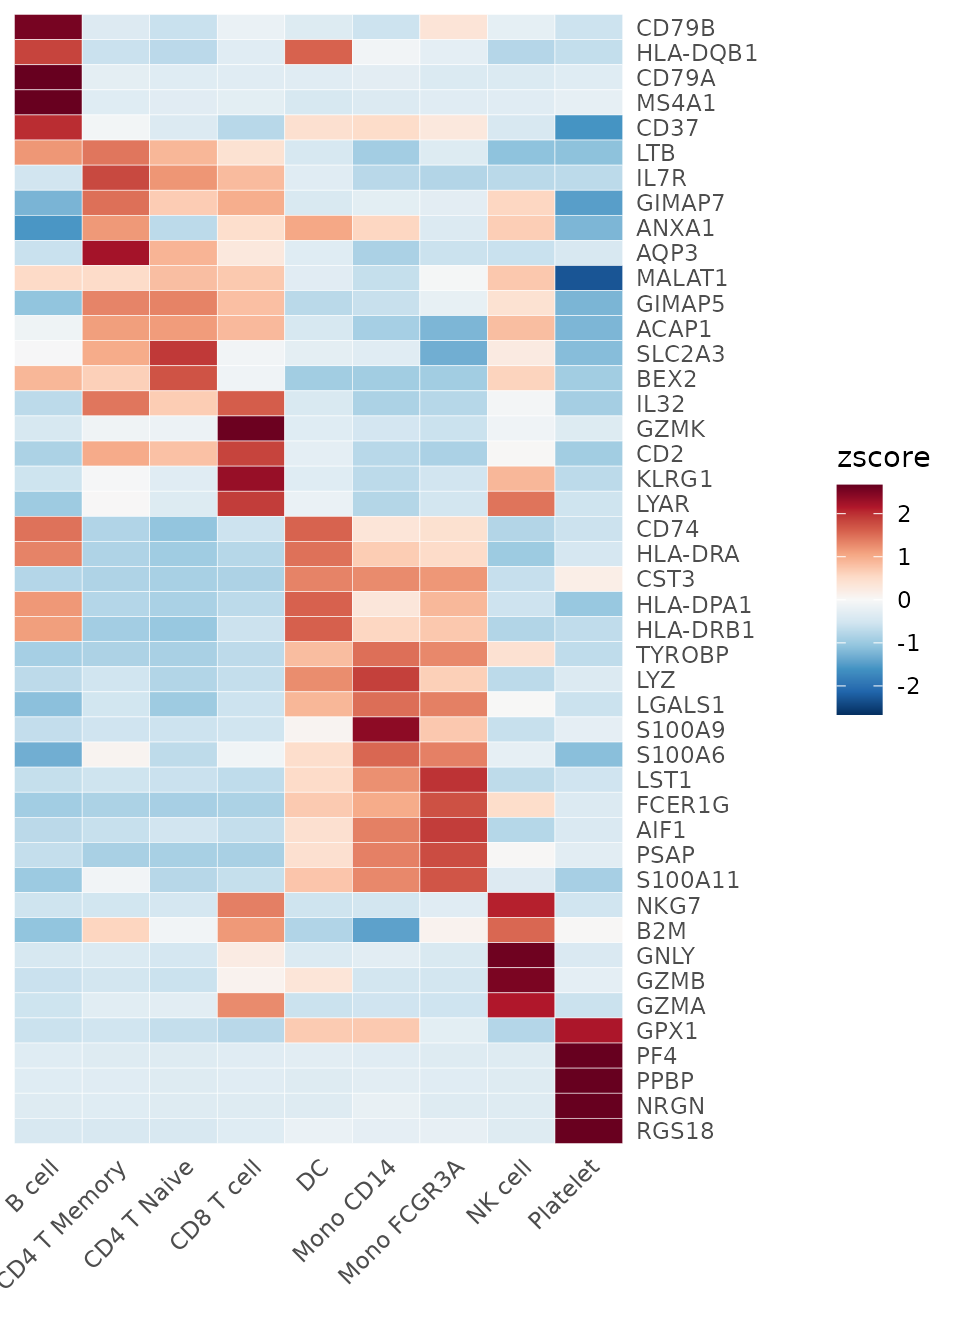 CD79B
HLA-DQB1
CD79A
MS4A1
CD37
LTB
IL7R
GIMAP7
ANXA1
AQP3
MALAT1
GIMAP5
ACAP1
SLC2A3
BEX2
IL32
GZMK
CD2
KLRG1
LYAR
CD74
HLA-DRA
CST3
HLA-DPA1
HLA-DRB1
TYROBP
LYZ
LGALS1
S100A9
S100A6
LST1
FCER1G
AIF1
PSAP
S100A11
NKG7
B2M
GNLY
GZMB
GZMA
GPX1
PF4
PPBP
NRGN
RGS18
zscore
2
1
0
-1
-2
B cell
CD4 T Memory
CD4 T Naive
CD8 T cell
DC
Mono CD14
Mono FCGR3A
NK cell
Platelet